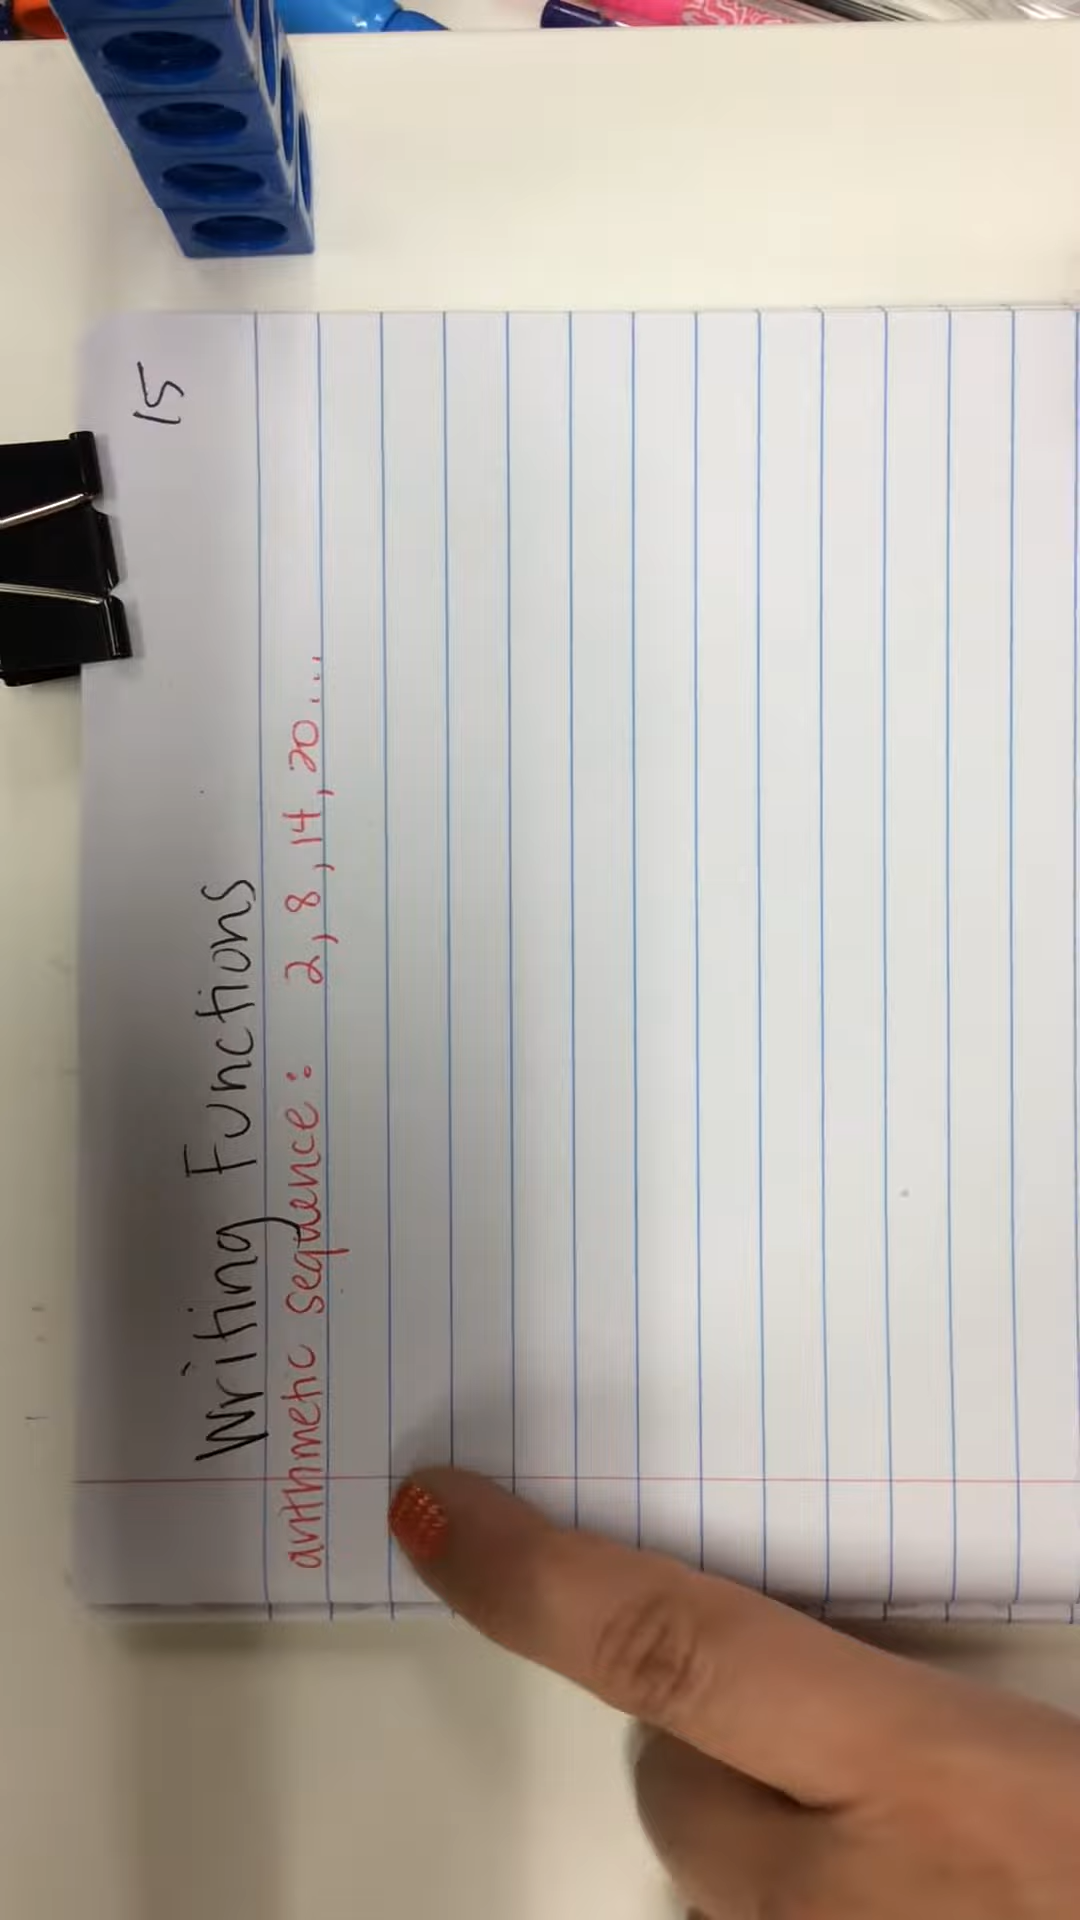 15
Writing Functions
arithmetic sequence: 2, 8, 14, 20...